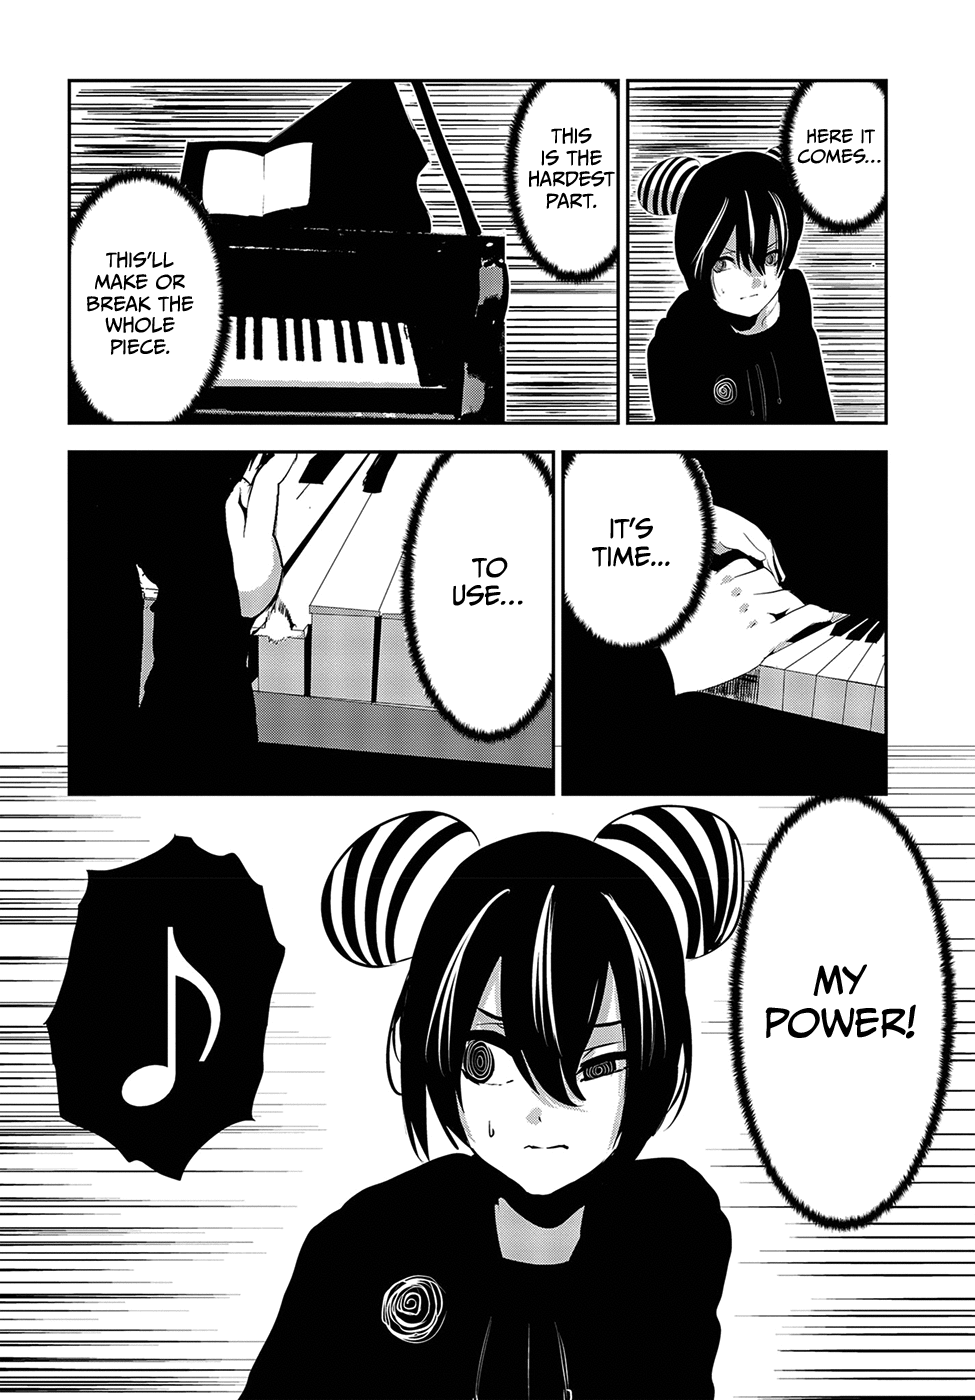 HERE IT
COMES...
THIS
IS THE
HARDEST
PART.
THIS'LL
MAKE OR
BREAK THE
WHOLE
PIECE.
IT'S
TIME...
TO
USE...
MY
POWER!